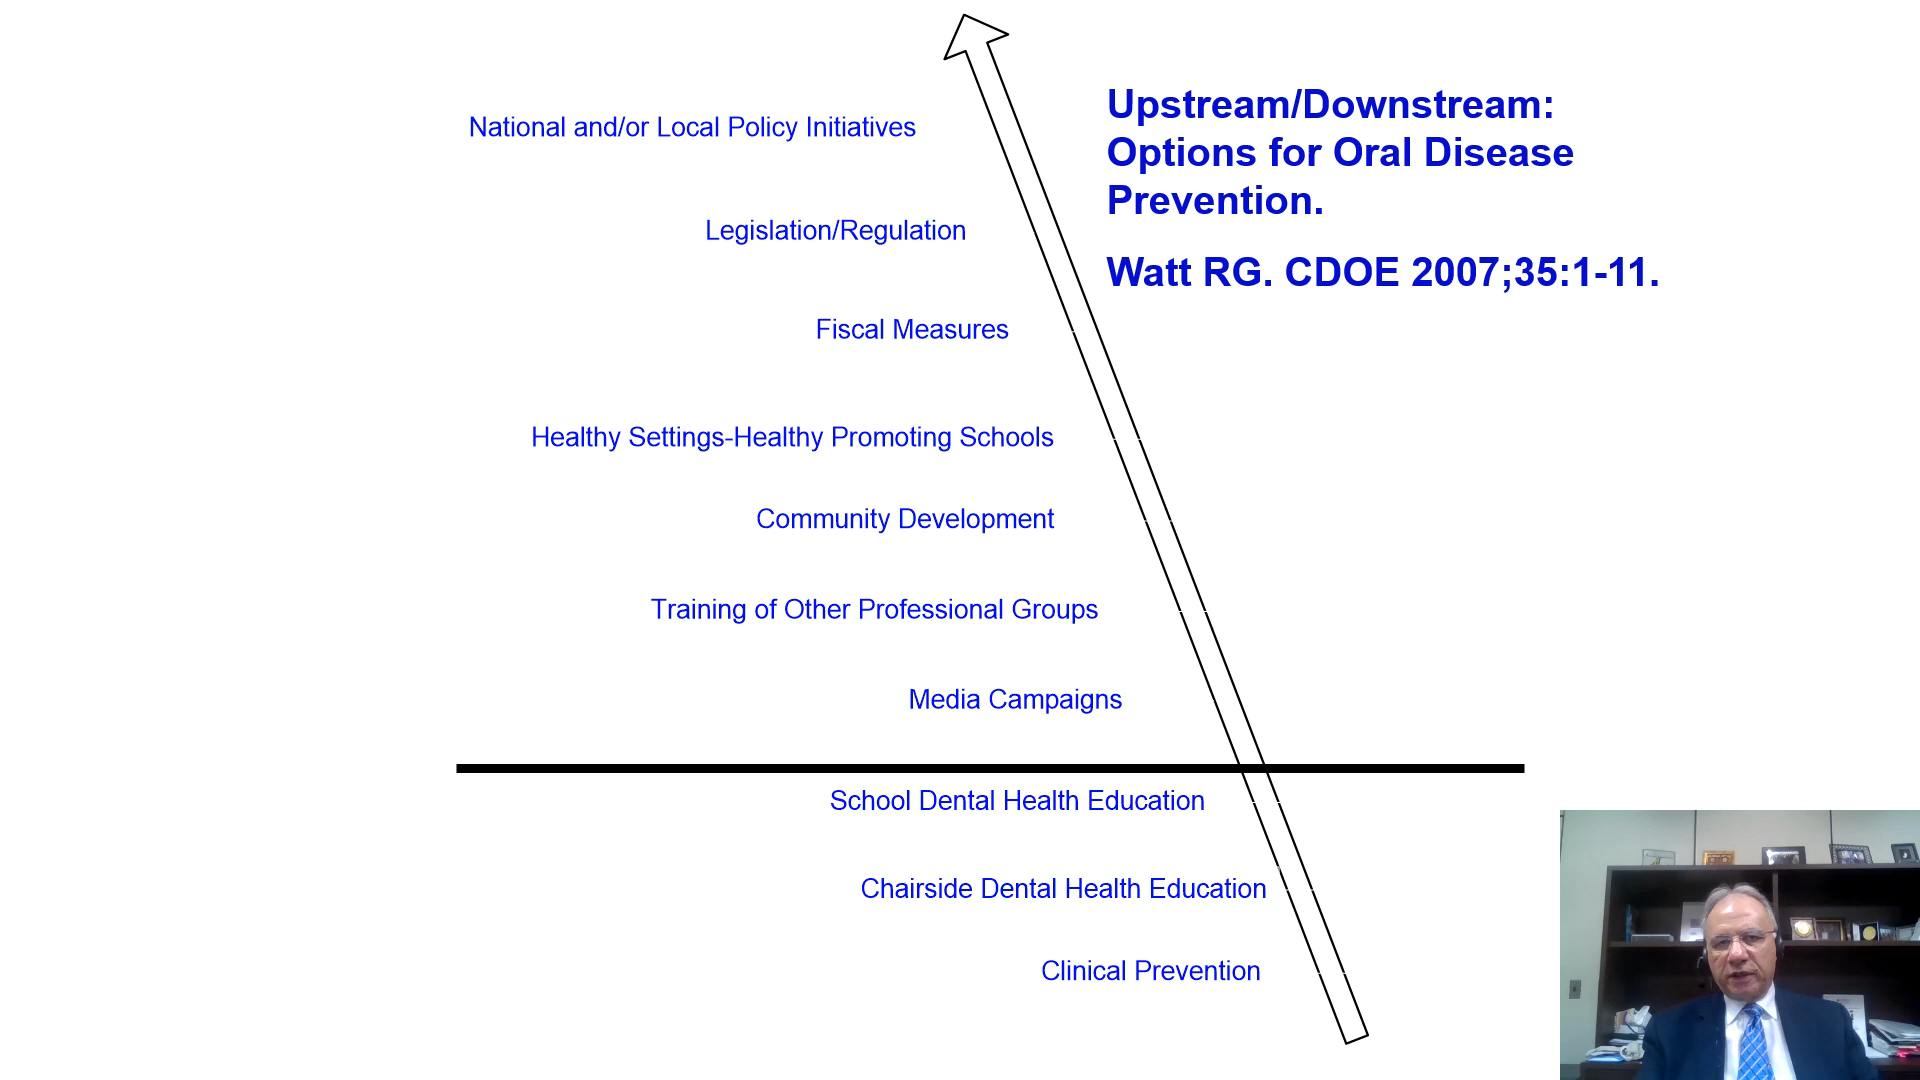 Upstream/Downstream:
Options for Oral Disease
Prevention.
Watt RG. CDOE 2007;35:1-11.
National and/or Local Policy Initiatives
Legislation/Regulation
Fiscal Measures
Healthy Settings-Healthy Promoting Schools
Community Development
Training of Other Professional Groups
Media Campaigns
School Dental Health Education
Chairside Dental Health Education
Clinical Prevention